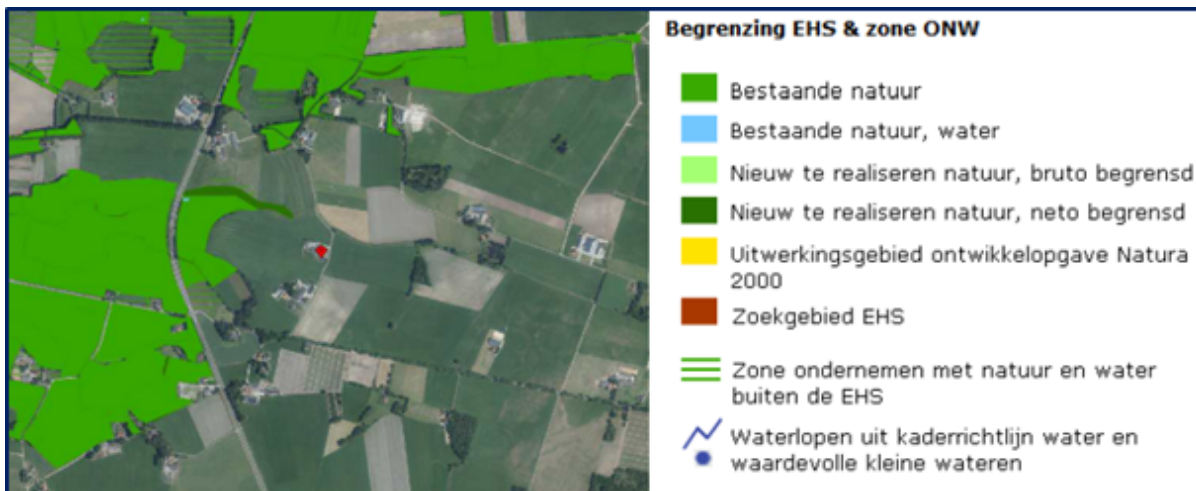 Begrenzing EHS & zone ONW
Bestaande natuur
Bestaande natuur, water
Nieuw te realiseren natuur, bruto begrensd
Nieuw te realiseren natuur, neto begrensd
Uitwerkingsgebied ontwikkelopgave Natura
2000
Zoekgebied EHS
Zone ondernemen met natuur en water
buiten de EHS
Waterlopen uit kaderrichtlijn water en
waardevolle kleine wateren